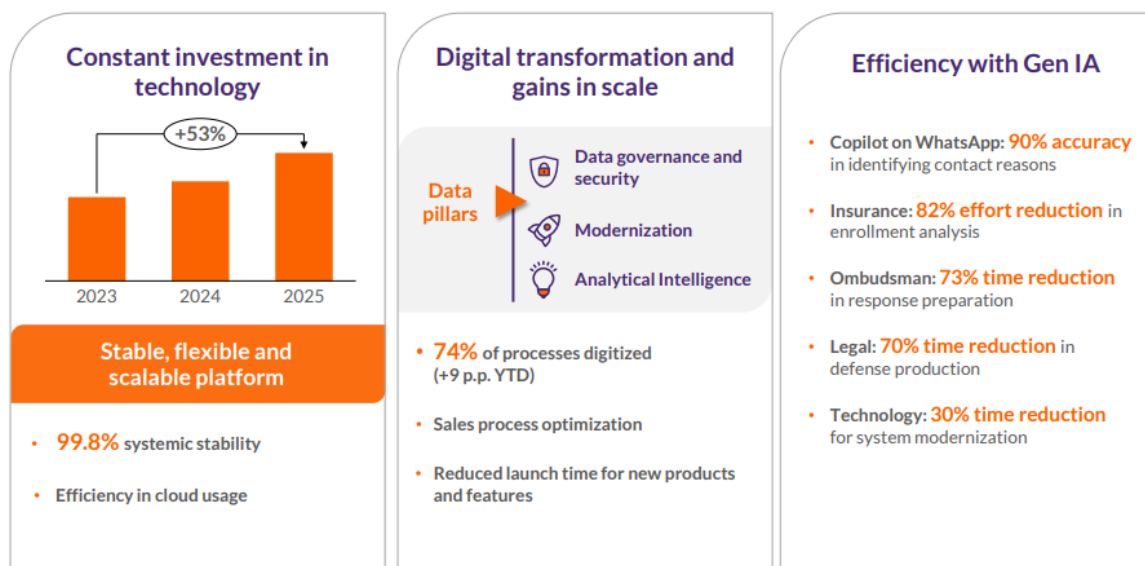 Constant investment in
technology
+53%
2023
2024
2025
Stable, flexible and
scalable platform
• 99.8% systemic stability
• Efficiency in cloud usage
Digital transformation and
gains in scale
Data
pillars
Data governance and
security
Modernization
Analytical Intelligence
• 74% of processes digitized
(+9 p.p. YTD)
• Sales process optimization
• Reduced launch time for new products
and features
Efficiency with Gen IA
• Copilot on WhatsApp: 90% accuracy
in identifying contact reasons
• Insurance: 82% effort reduction in
enrollment analysis
• Ombudsman: 73% time reduction
in response preparation
• Legal: 70% time reduction in
defense production
• Technology: 30% time reduction
for system modernization